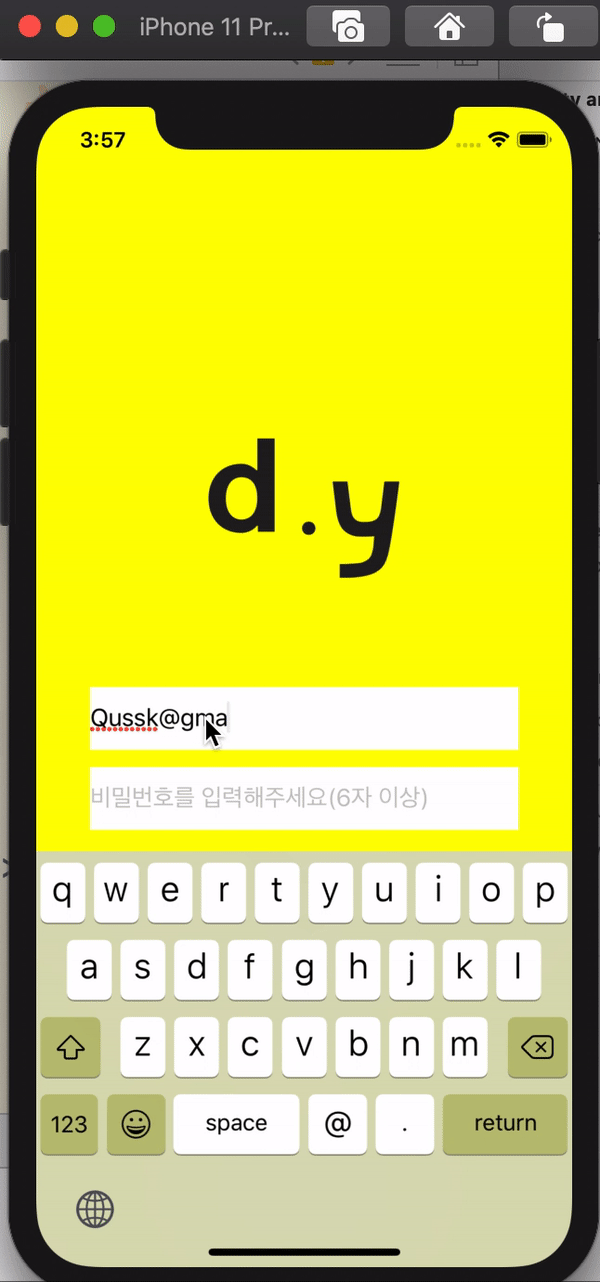 iPhone 11 Pr...
3:57
d.y
Qussk@gma
비밀번호를 입력해주세요(6자 이상)
q w e r t y u i o p
a s d f g h j k l
z x c v b n m
123 space @ . return